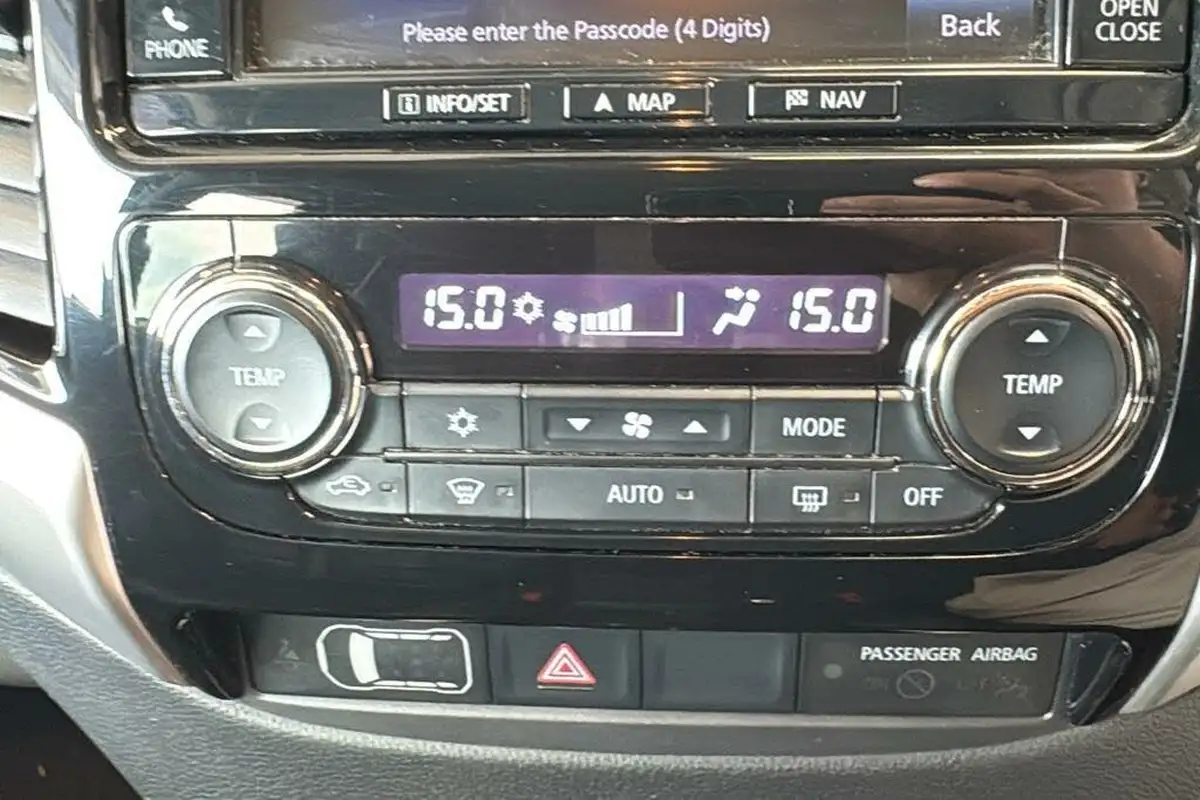 PHONE
Please enter the Passcode (4 Digits)
Back
OPEN
CLOSE
INFO/SET
MAP
NAV
15.0
15.0
TEMP
TEMP
MODE
AUTO
OFF
PASSENGER AIRBAG